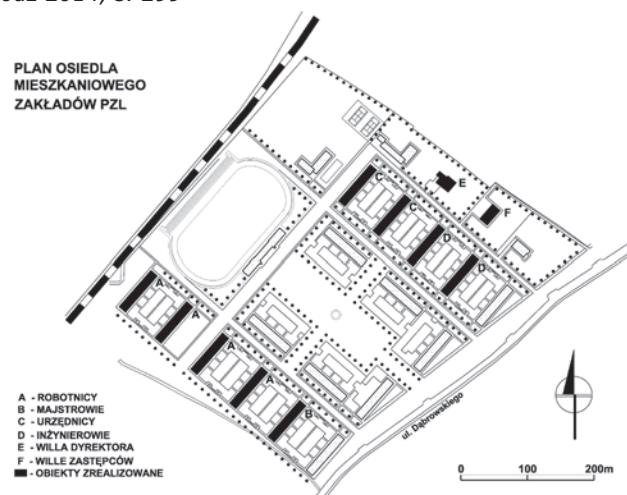 PLAN OSIEDLA
MIESZKANIOWEGO
ZAKŁADÓW PZL
E
C
F
C
D
D
A
A
A
A
B
ul. Dąbrowskiego
A - ROBOTNICY
B - MAJSTROWIE
C - URZĘDNICY
D - INŻYNIEROWIE
E - WILLA DYREKTORA
F - WILLE ZASTĘPCÓW
- OBIEKTY ZREALIZOWANE
0 100 200m